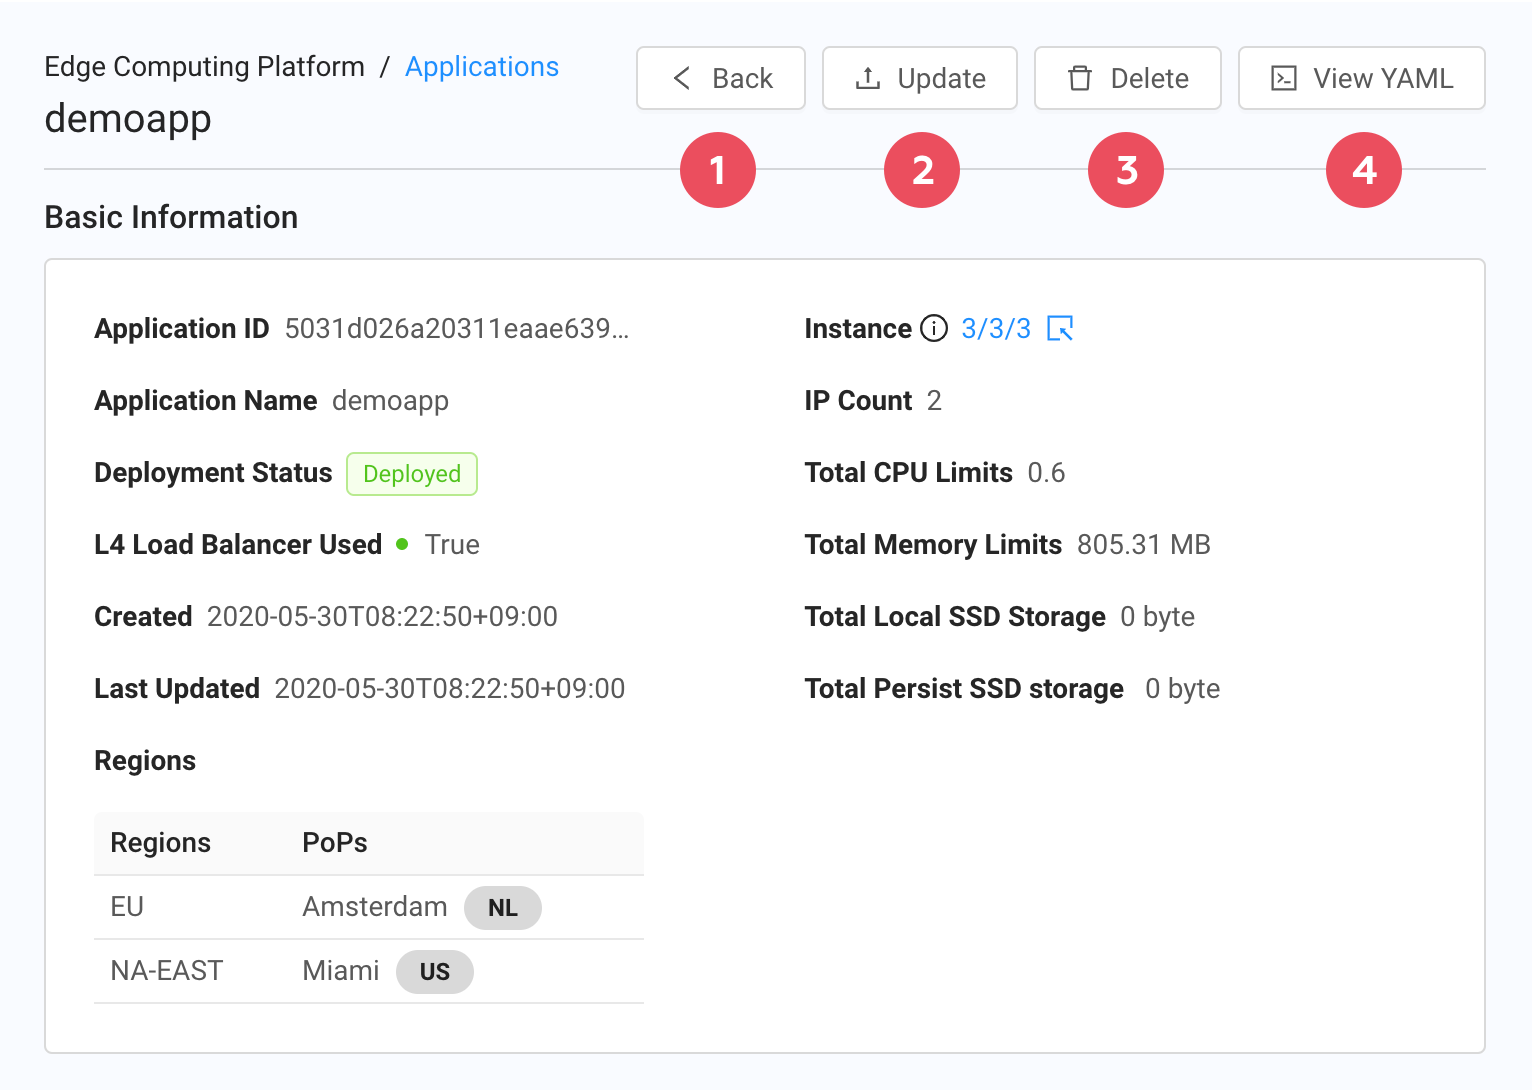 Edge Computing Platform / Applications
demoapp
Back
Update
Delete
View YAML
1
2
3
4
Basic Information
Application ID 5031d026a20311eaae639...
Application Name demoapp
Deployment Status Deployed
L4 Load Balancer Used True
Created 2020-05-30T08:22:50+09:00
Last Updated 2020-05-30T08:22:50+09:00
Regions
Regions PoPs
EU Amsterdam NL
NA-EAST Miami US
Instance 3/3/3
IP Count 2
Total CPU Limits 0.6
Total Memory Limits 805.31 MB
Total Local SSD Storage 0 byte
Total Persist SSD storage 0 byte